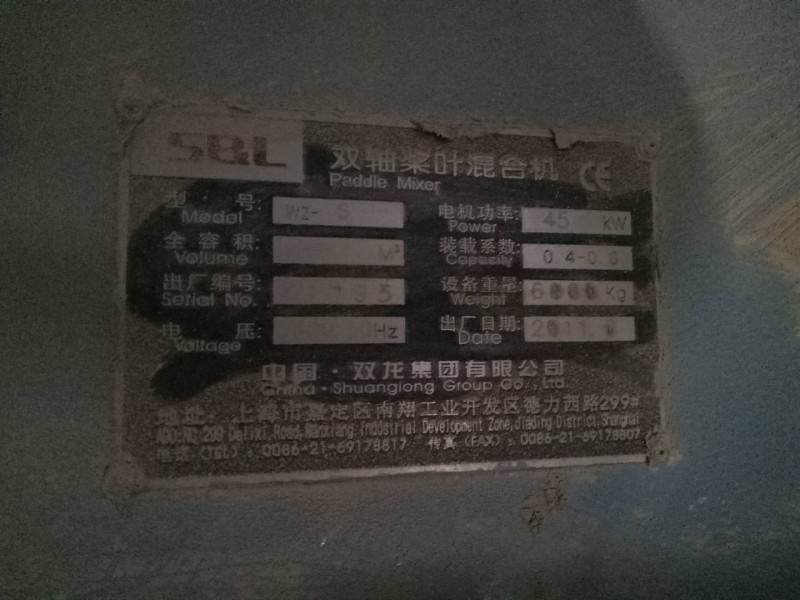 S&L 双轴桨叶混合机 CE
Paddle Mixer
型号: WZ-6 电机功率: 45 KW
Model Power
全容积: M³ 装载系数: 0.4-0.6
Volume Capacity
出厂编号: 设备重量: 6000Kg
Serial No. Weight
电压: Hz 出厂日期: 2011.
Voltage Date
中国·双龙集团有限公司
China·Shuanglong Group Co., Ltd.
地址: 上海市嘉定区南翔工业开发区德力西路299#
ADD:NO.299 Delixi.Road,Nanxiang Industriel Development Zone,Jiading District,Shanghai
电话(TEL): 0086-21-69178817 传真(FAX): 0086-21-69178807